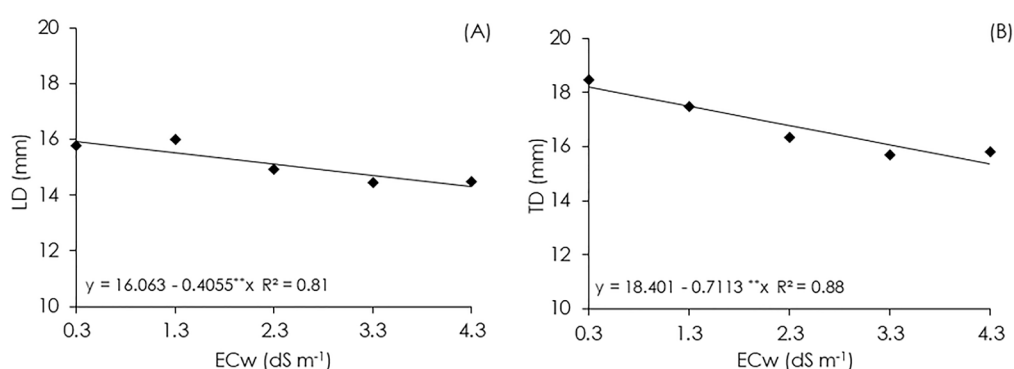 (A)
20
18
16
14
12
10
LD (mm)
y = 16.063 - 0.4055**x R² = 0.81
0.3 1.3 2.3 3.3 4.3
ECw (dS m⁻¹)
(B)
20
18
16
14
12
10
TD (mm)
y = 18.401 - 0.7113 **x R² = 0.88
0.3 1.3 2.3 3.3 4.3
ECw (dS m⁻¹)